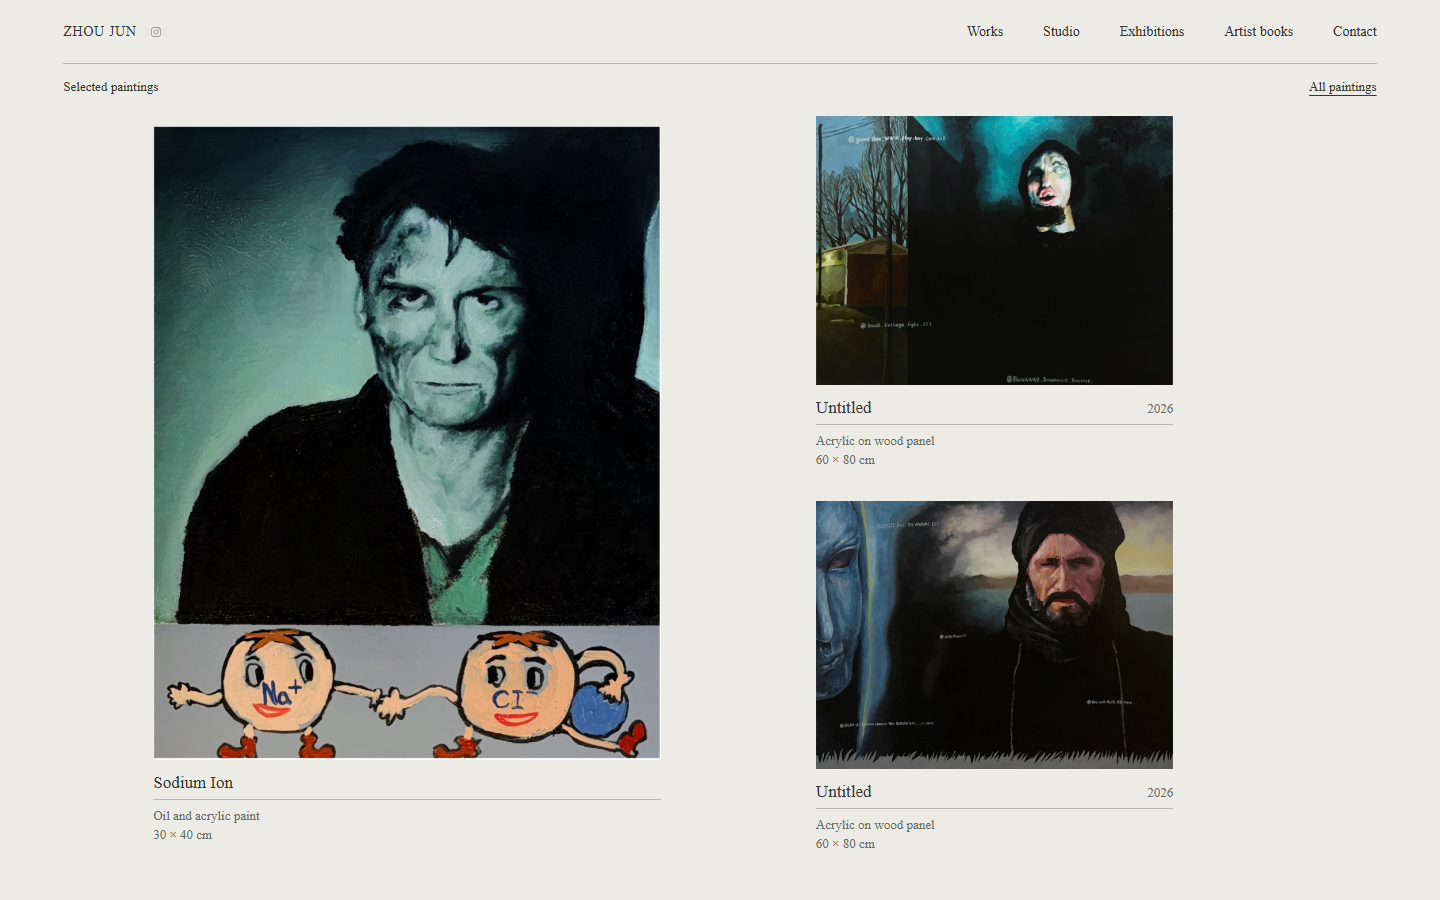 ZHOU JUN
Works
Studio
Exhibitions
Artist books
Contact
Selected paintings
All paintings
Na+
Cl-
Sodium Ion
Oil and acrylic paint
30 × 40 cm
Untitled
2026
Acrylic on wood panel
60 × 80 cm
Untitled
2026
Acrylic on wood panel
60 × 80 cm